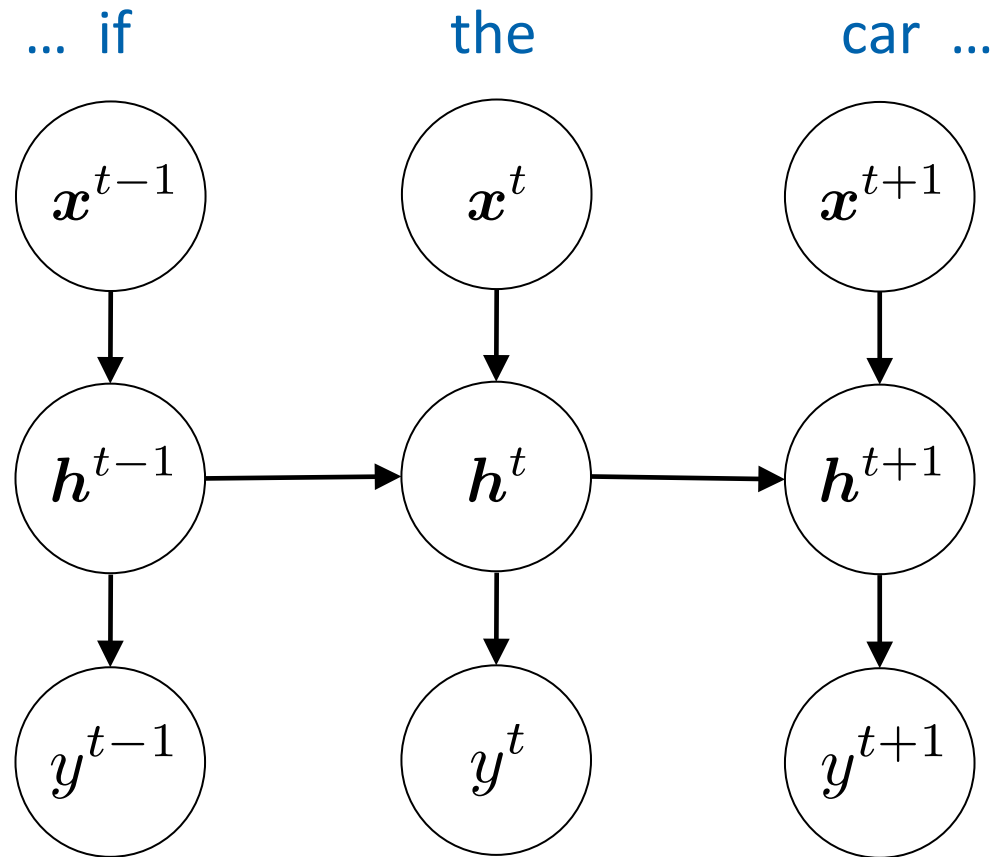 … if the car …
x^{t−1} x^{t} x^{t+1}
h^{t−1} h^{t} h^{t+1}
y^{t−1} y^{t} y^{t+1}